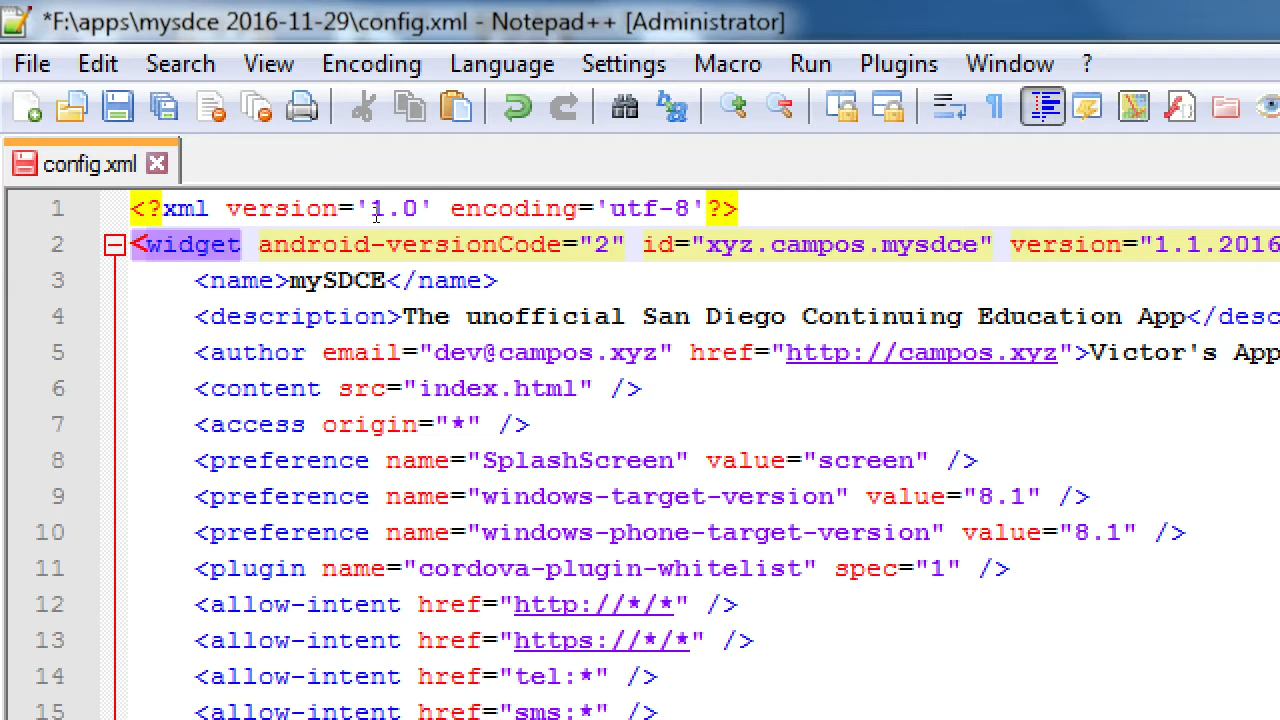 *F:\apps\mysdce 2016-11-29\config.xml - Notepad++ [Administrator]
File Edit Search View Encoding Language Settings Macro Run Plugins Window ?
config.xml
1 <?xml version='1.0' encoding='utf-8'?>
2 <widget android-versionCode="2" id="xyz.campos.mysdce" version="1.1.2016
3 <name>mySDCE</name>
4 <description>The unofficial San Diego Continuing Education App</desc
5 <author email="dev@campos.xyz" href="http://campos.xyz">Victor's App
6 <content src="index.html" />
7 <access origin="*" />
8 <preference name="SplashScreen" value="screen" />
9 <preference name="windows-target-version" value="8.1" />
10 <preference name="windows-phone-target-version" value="8.1" />
11 <plugin name="cordova-plugin-whitelist" spec="1" />
12 <allow-intent href="http://*/*" />
13 <allow-intent href="https://*/*" />
14 <allow-intent href="tel:*" />
15 <allow-intent href="sms:*" />